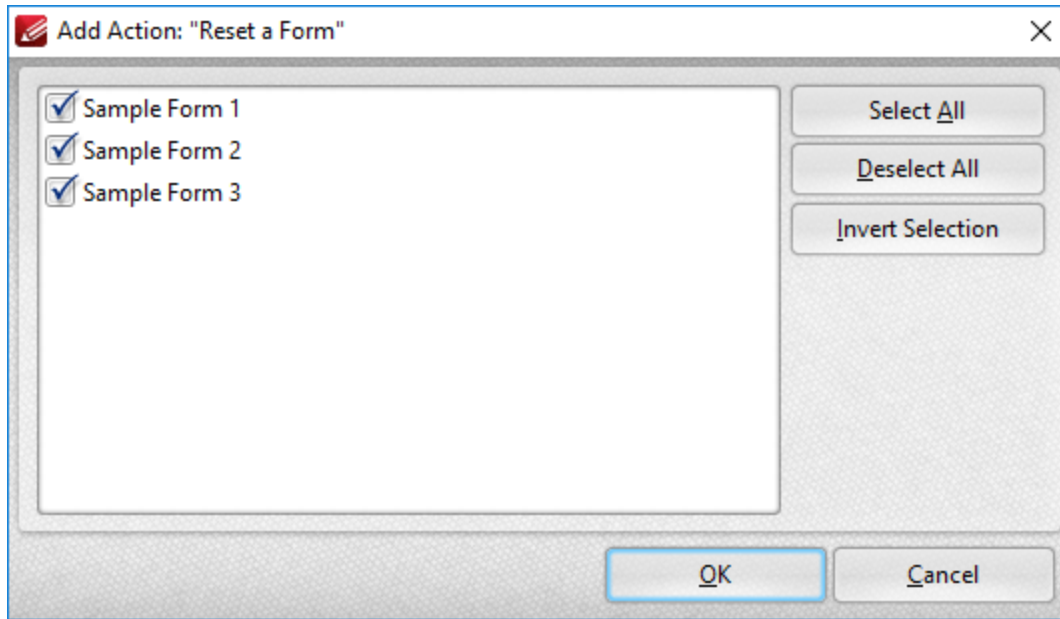 Add Action: "Reset a Form"
Sample Form 1
Sample Form 2
Sample Form 3
Select All
Deselect All
Invert Selection
OK
Cancel